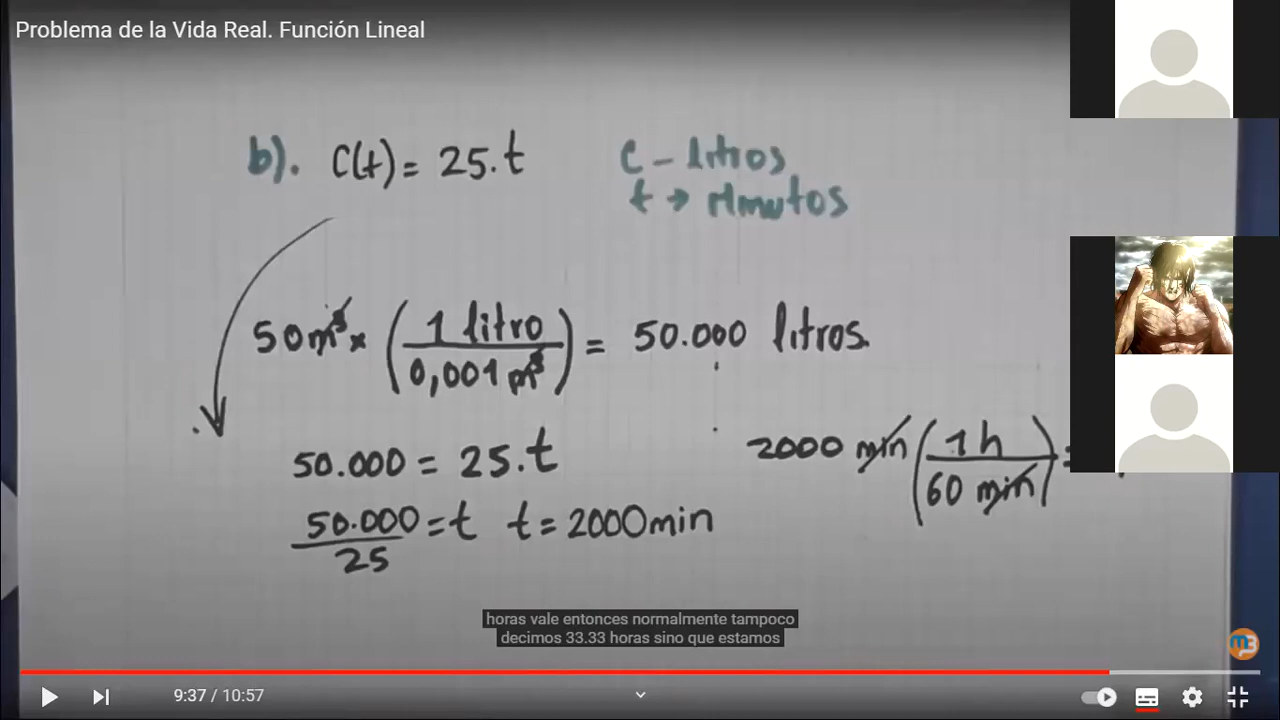 Problema de la Vida Real. Función Lineal
b). C(t) = 25.t
C - litros
t → Minutos
50m³ x (1 litro / 0,001 m³) = 50.000 litros.
50.000 = 25.t
2000 min (1h / 60 min) =
50.000 / 25 = t t = 2000min
horas vale entonces normalmente tampoco
decimos 33.33 horas sino que estamos
9:37 / 10:57